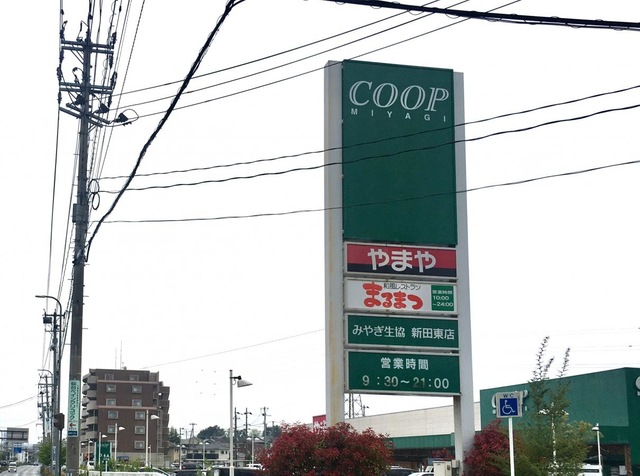 COOP
MIYAGI
やまや
和風レストラン
まるまつ
営業時間
10:00
~24:00
みやぎ生協 新田東店
営業時間
9:30~21:00